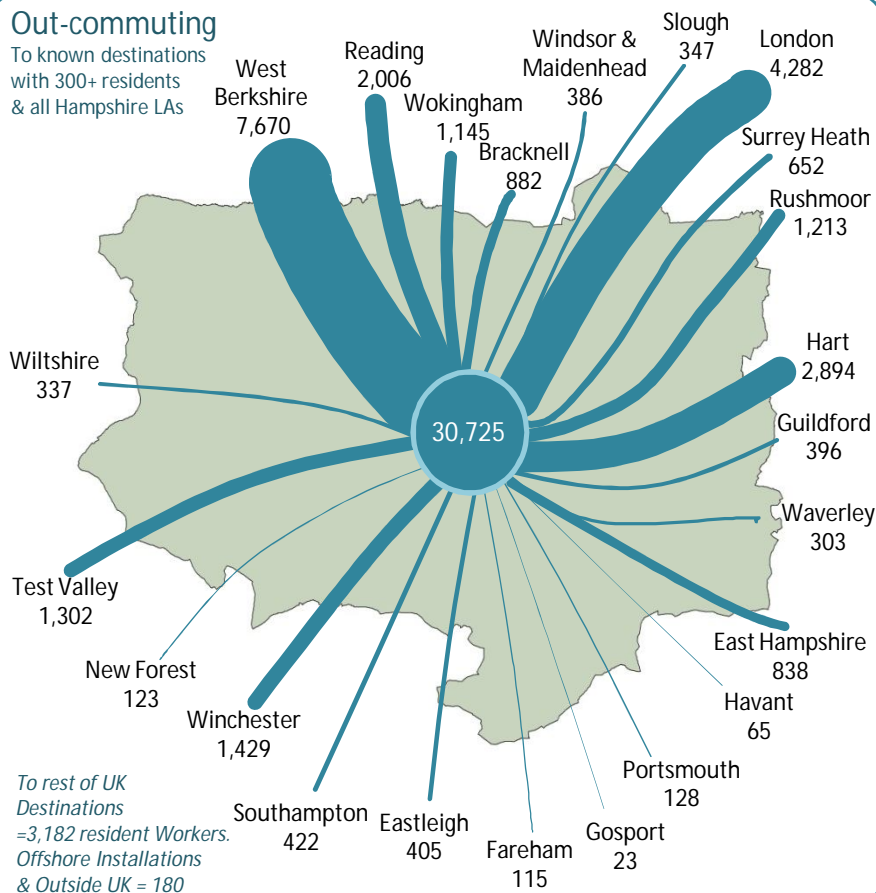 Out-commuting
To known destinations
with 300+ residents
& all Hampshire LAs
West
Berkshire
7,670
Reading
2,006
Wokingham
1,145
Bracknell
882
Windsor &
Maidenhead
386
Slough
347
London
4,282
Surrey Heath
652
Rushmoor
1,213
Hart
2,894
Guildford
396
Waverley
303
East Hampshire
838
Havant
65
Portsmouth
128
Gosport
23
Fareham
115
Eastleigh
405
Southampton
422
Winchester
1,429
New Forest
123
Test Valley
1,302
Wiltshire
337
30,725
To rest of UK
Destinations
=3,182 resident Workers.
Offshore Installations
& Outside UK = 180